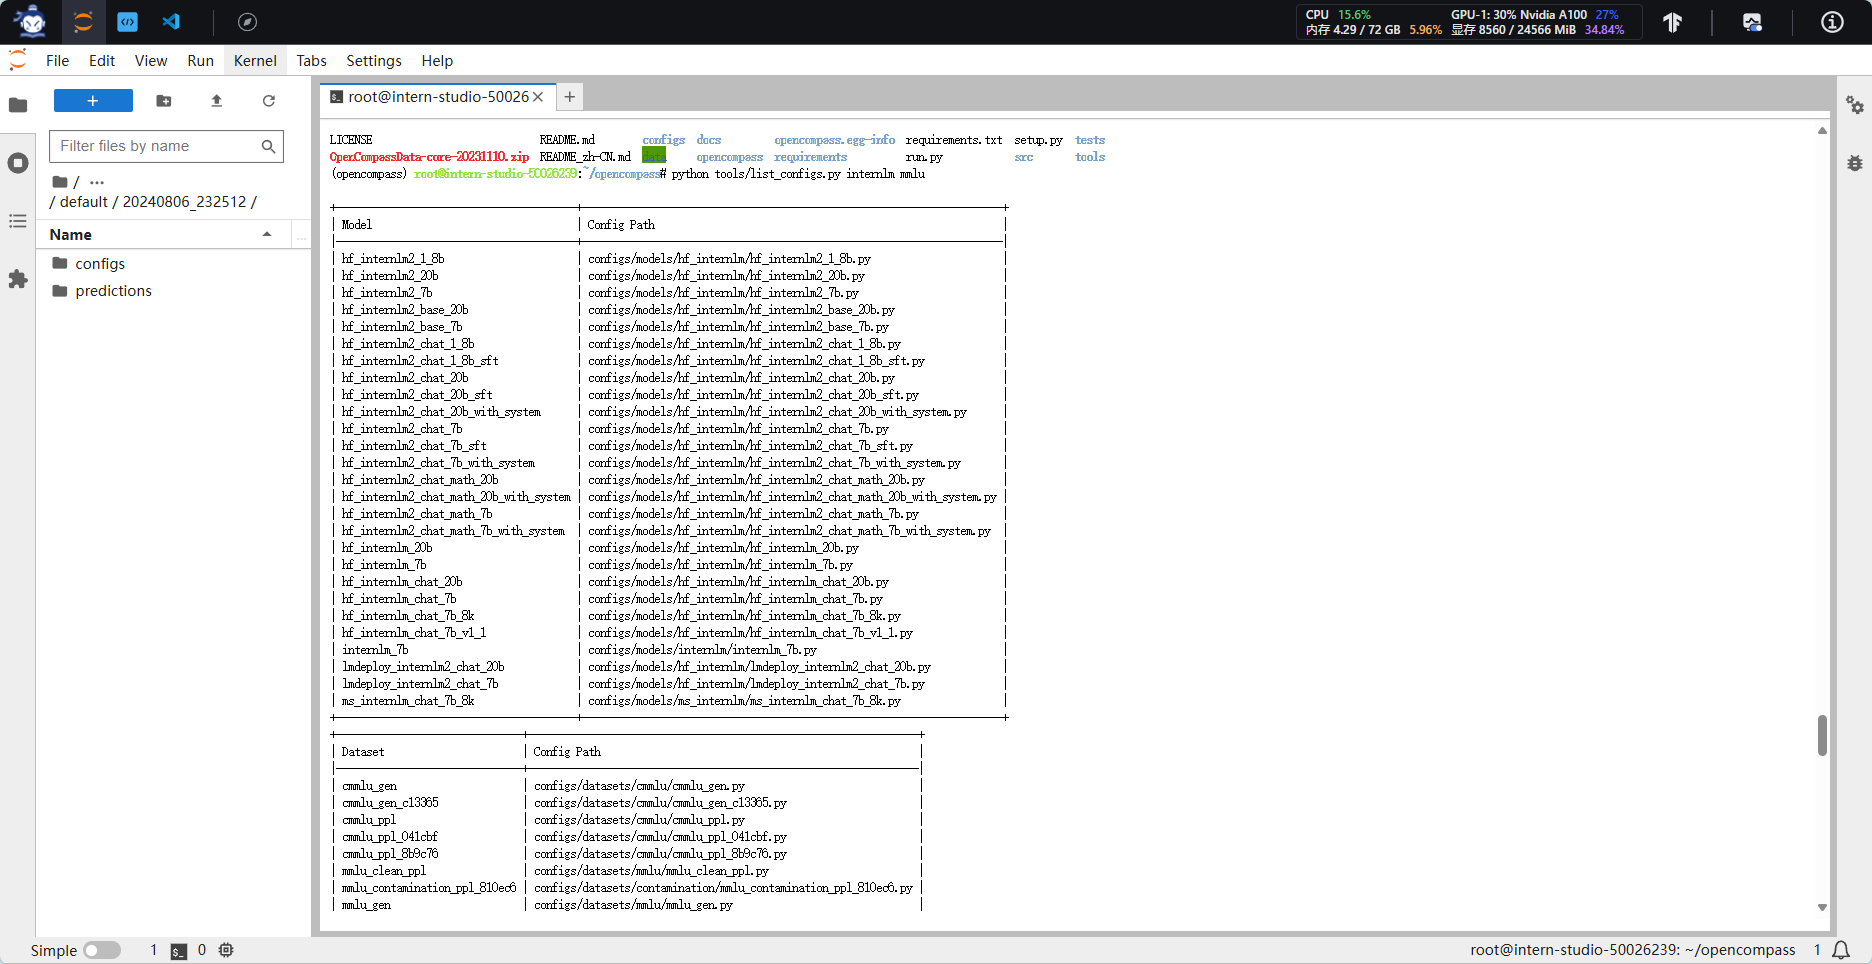 CPU 15.6% GPU-1: 30% Nvidia A100 27%
内存 4.29 / 72 GB 5.96% 显存 8560 / 24566 MiB 34.84%
File Edit View Run Kernel Tabs Settings Help
root@intern-studio-50026
Filter files by name
/ ...
/ default / 20240806_232512 /
Name
configs
predictions
LICENSE README.md configs docs opencompass.egg-info requirements.txt setup.py tests
OpenCompassData-core-20231110.zip README_zh-CN.md data opencompass requirements run.py src tools
(opencompass) root@intern-studio-50026239:~/opencompass# python tools/list_configs.py internlm mmlu
Model | Config Path
hf_internlm2_1_8b | configs/models/hf_internlm/hf_internlm2_1_8b.py
hf_internlm2_20b | configs/models/hf_internlm/hf_internlm2_20b.py
hf_internlm2_7b | configs/models/hf_internlm/hf_internlm2_7b.py
hf_internlm2_base_20b | configs/models/hf_internlm/hf_internlm2_base_20b.py
hf_internlm2_base_7b | configs/models/hf_internlm/hf_internlm2_base_7b.py
hf_internlm2_chat_1_8b | configs/models/hf_internlm/hf_internlm2_chat_1_8b.py
hf_internlm2_chat_1_8b_sft | configs/models/hf_internlm/hf_internlm2_chat_1_8b_sft.py
hf_internlm2_chat_20b | configs/models/hf_internlm/hf_internlm2_chat_20b.py
hf_internlm2_chat_20b_sft | configs/models/hf_internlm/hf_internlm2_chat_20b_sft.py
hf_internlm2_chat_20b_with_system | configs/models/hf_internlm/hf_internlm2_chat_20b_with_system.py
hf_internlm2_chat_7b | configs/models/hf_internlm/hf_internlm2_chat_7b.py
hf_internlm2_chat_7b_sft | configs/models/hf_internlm/hf_internlm2_chat_7b_sft.py
hf_internlm2_chat_7b_with_system | configs/models/hf_internlm/hf_internlm2_chat_7b_with_system.py
hf_internlm2_chat_math_20b | configs/models/hf_internlm/hf_internlm2_chat_math_20b.py
hf_internlm2_chat_math_20b_with_system | configs/models/hf_internlm/hf_internlm2_chat_math_20b_with_system.py
hf_internlm2_chat_math_7b | configs/models/hf_internlm/hf_internlm2_chat_math_7b.py
hf_internlm2_chat_math_7b_with_system | configs/models/hf_internlm/hf_internlm2_chat_math_7b_with_system.py
hf_internlm_20b | configs/models/hf_internlm/hf_internlm_20b.py
hf_internlm_7b | configs/models/hf_internlm/hf_internlm_7b.py
hf_internlm_chat_20b | configs/models/hf_internlm/hf_internlm_chat_20b.py
hf_internlm_chat_7b | configs/models/hf_internlm/hf_internlm_chat_7b.py
hf_internlm_chat_7b_8k | configs/models/hf_internlm/hf_internlm_chat_7b_8k.py
hf_internlm_chat_7b_v1_1 | configs/models/hf_internlm/hf_internlm_chat_7b_v1_1.py
internlm_7b | configs/models/internlm/internlm_7b.py
lmdeploy_internlm2_chat_20b | configs/models/hf_internlm/lmdeploy_internlm2_chat_20b.py
lmdeploy_internlm2_chat_7b | configs/models/hf_internlm/lmdeploy_internlm2_chat_7b.py
ms_internlm_chat_7b_8k | configs/models/ms_internlm/ms_internlm_chat_7b_8k.py
Dataset | Config Path
cmmlu_gen | configs/datasets/cmmlu/cmmlu_gen.py
cmmlu_gen_c13365 | configs/datasets/cmmlu/cmmlu_gen_c13365.py
cmmlu_ppl | configs/datasets/cmmlu/cmmlu_ppl.py
cmmlu_ppl_041cbf | configs/datasets/cmmlu/cmmlu_ppl_041cbf.py
cmmlu_ppl_8b9c76 | configs/datasets/cmmlu/cmmlu_ppl_8b9c76.py
mmlu_clean_ppl | configs/datasets/mmlu/mmlu_clean_ppl.py
mmlu_contamination_ppl_810ec6 | configs/datasets/contamination/mmlu_contamination_ppl_810ec6.py
mmlu_gen | configs/datasets/mmlu/mmlu_gen.py
Simple 1 0 root@intern-studio-50026239: ~/opencompass 1